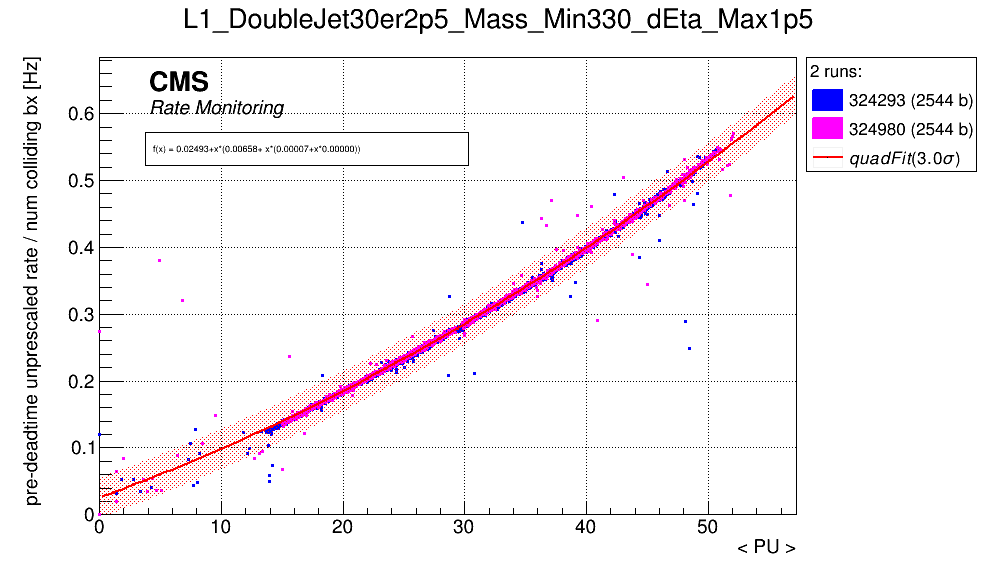 L1_DoubleJet30er2p5_Mass_Min330_dEta_Max1p5
pre-deadtime unprescaled rate / num colliding bx [Hz]
CMS
Rate Monitoring
f(x) = 0.02493+x*(0.00658+ x*(0.00007+x*0.00000))
2 runs:
324293 (2544 b)
324980 (2544 b)
quadFit(3.0σ)
0.6
0.5
0.4
0.3
0.2
0.1
0
0 10 20 30 40 50
< PU >